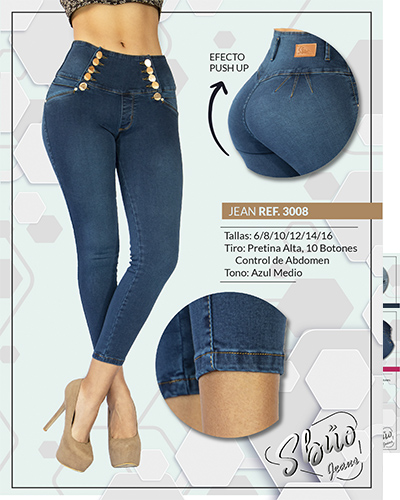 EFECTO
PUSH UP
JEAN REF. 3008
Tallas: 6/8/10/12/14/16
Tiro: Pretina Alta, 10 Botones
Control de Abdomen
Tono: Azul Medio
Sbüo
Jeans!